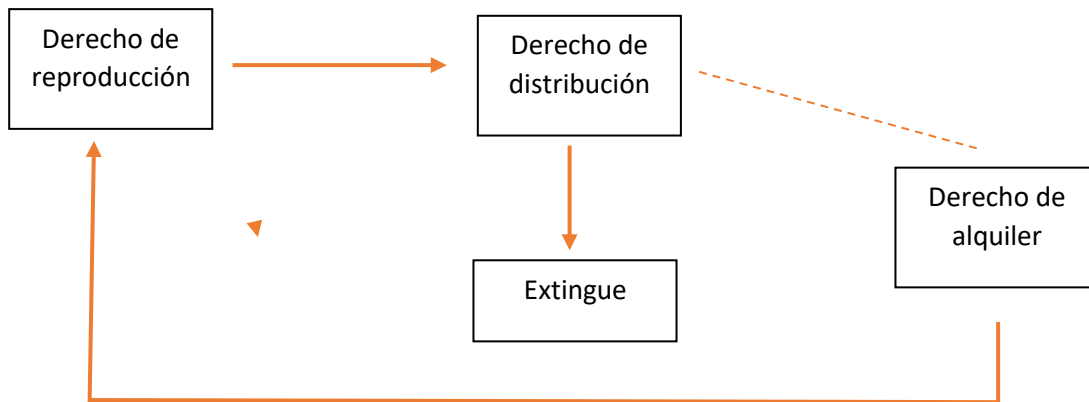 Derecho de
reproducción
Derecho de
distribución
Derecho de
alquiler
Extingue